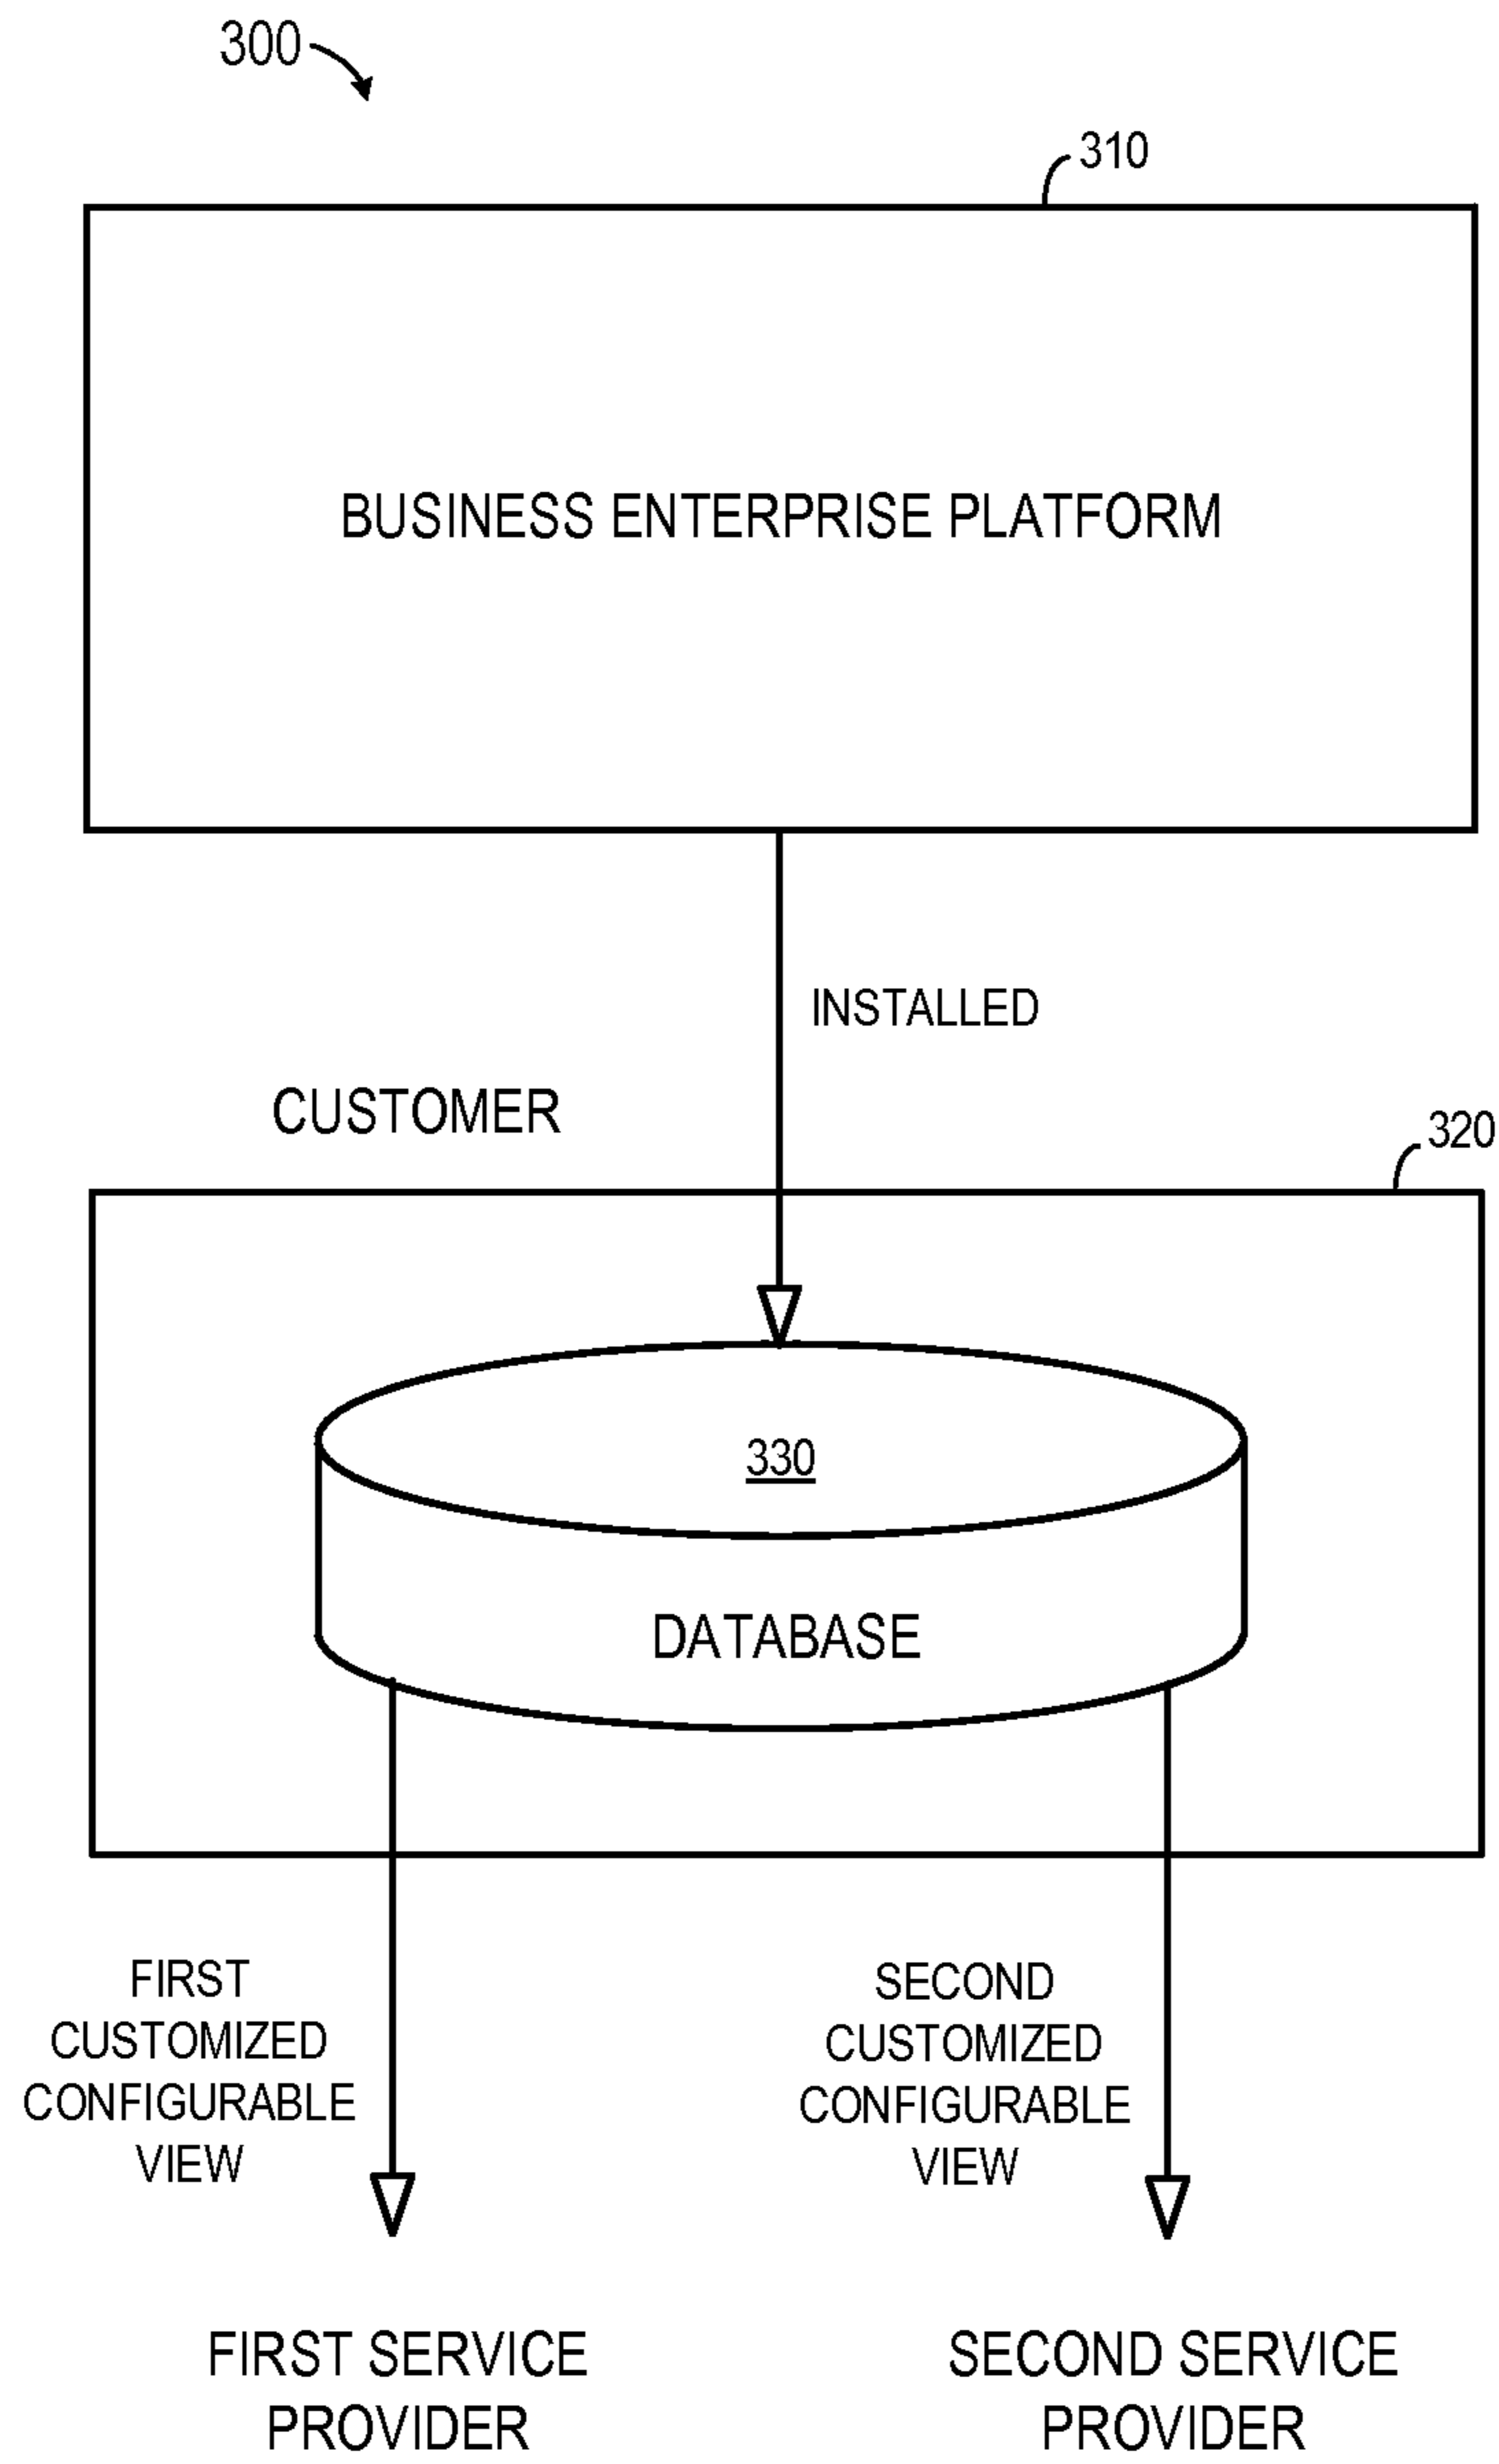 300
310
BUSINESS ENTERPRISE PLATFORM
INSTALLED
CUSTOMER
320
330
DATABASE
FIRST
CUSTOMIZED
CONFIGURABLE
VIEW
SECOND
CUSTOMIZED
CONFIGURABLE
VIEW
FIRST SERVICE
PROVIDER
SECOND SERVICE
PROVIDER